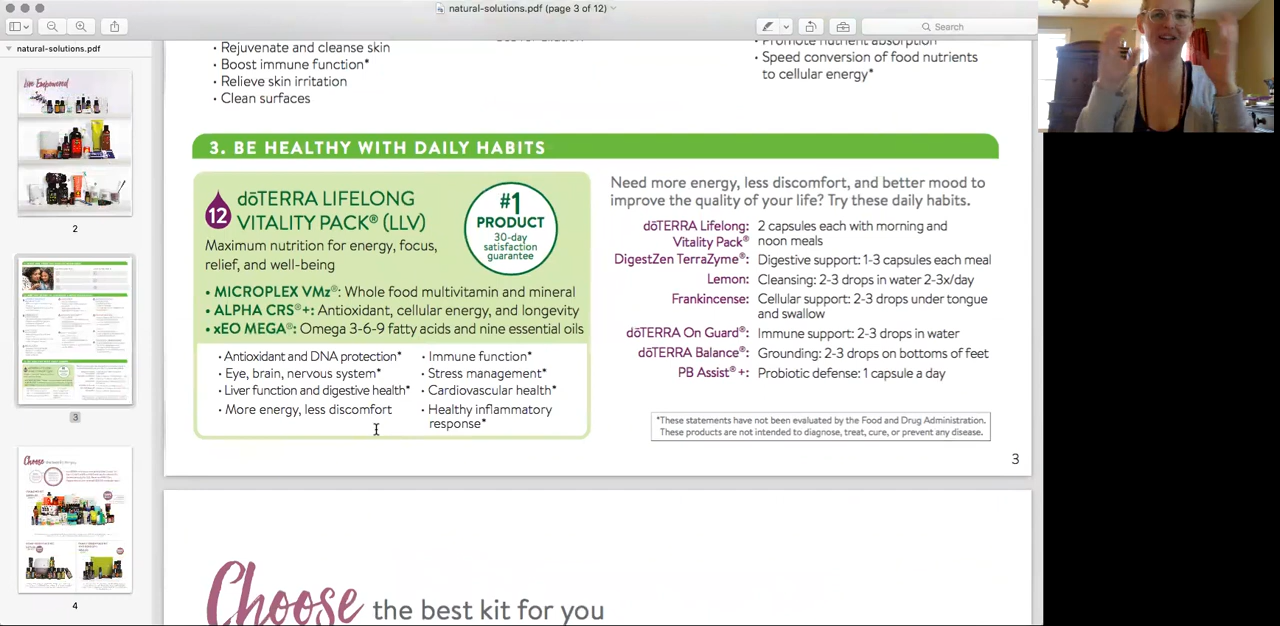 natural-solutions.pdf (page 3 of 12)
Search
natural-solutions.pdf
Live Empowered
2
3
Choose the best kit for you
4
· Rejuvenate and cleanse skin
· Boost immune function*
· Relieve skin irritation
· Clean surfaces
· Promote nutrient absorption
· Speed conversion of food nutrients
to cellular energy*
3. BE HEALTHY WITH DAILY HABITS
12
dōTERRA LIFELONG
VITALITY PACK® (LLV)
Maximum nutrition for energy, focus,
relief, and well-being
#1
PRODUCT
30-day
satisfaction
guarantee
• MICROPLEX VMz®: Whole food multivitamin and mineral
• ALPHA CRS®+: Antioxidant, cellular energy, and longevity
• xEO MEGA®: Omega 3-6-9 fatty acids and nine essential oils
· Antioxidant and DNA protection*
· Eye, brain, nervous system*
· Liver function and digestive health*
· More energy, less discomfort
· Immune function*
· Stress management*
· Cardiovascular health*
· Healthy inflammatory
response*
Need more energy, less discomfort, and better mood to
improve the quality of your life? Try these daily habits.
dōTERRA Lifelong: 2 capsules each with morning and
Vitality Pack® noon meals
DigestZen TerraZyme®: Digestive support: 1-3 capsules each meal
Lemon: Cleansing: 2-3 drops in water 2-3x/day
Frankincense: Cellular support: 2-3 drops under tongue
and swallow
dōTERRA On Guard®: Immune support: 2-3 drops in water
dōTERRA Balance®: Grounding: 2-3 drops on bottoms of feet
PB Assist®+: Probiotic defense: 1 capsule a day
*These statements have not been evaluated by the Food and Drug Administration.
These products are not intended to diagnose, treat, cure, or prevent any disease.
3
Choose the best kit for you